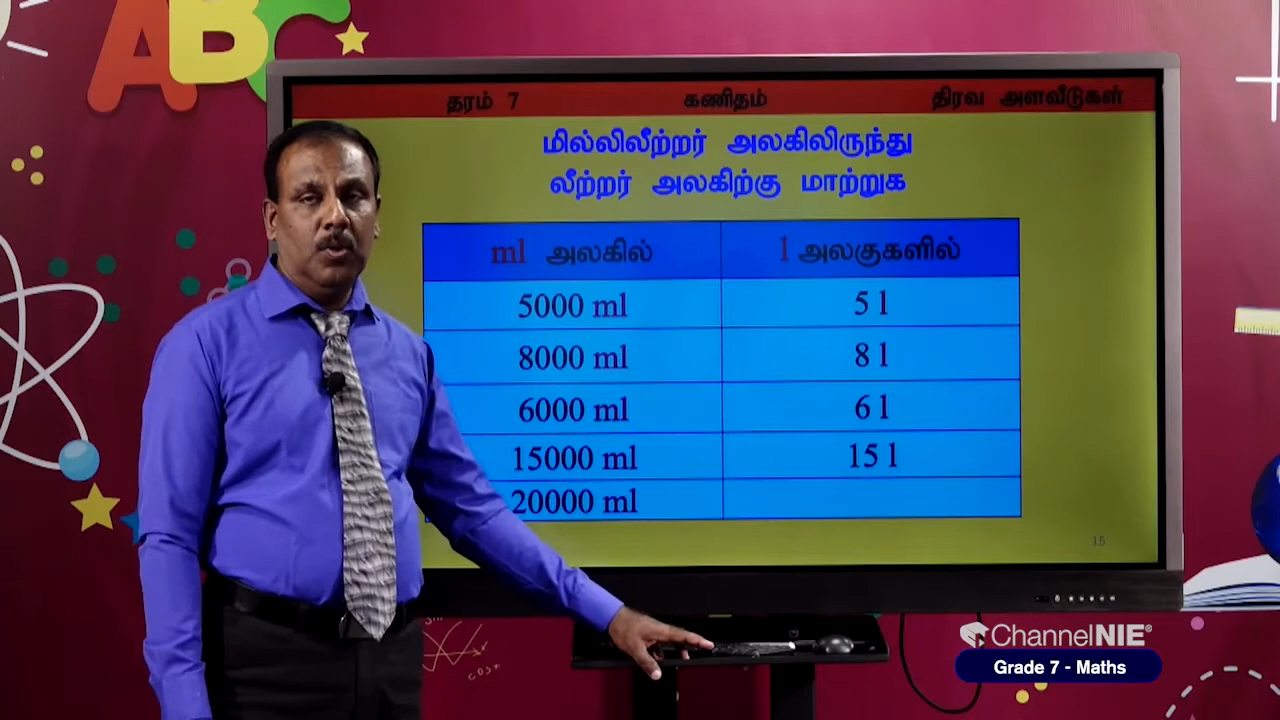 ABC
தரம் 7 கணிதம் திரவ அளவீடுகள்
மில்லிலீற்றர் அலகிலிருந்து
லீற்றர் அலகிற்கு மாற்றுக
ml அலகில் l அலகுகளில்
5000 ml 5 l
8000 ml 8 l
6000 ml 6 l
15000 ml 15 l
20000 ml
15
ChannelNIE®
Grade 7 - Maths